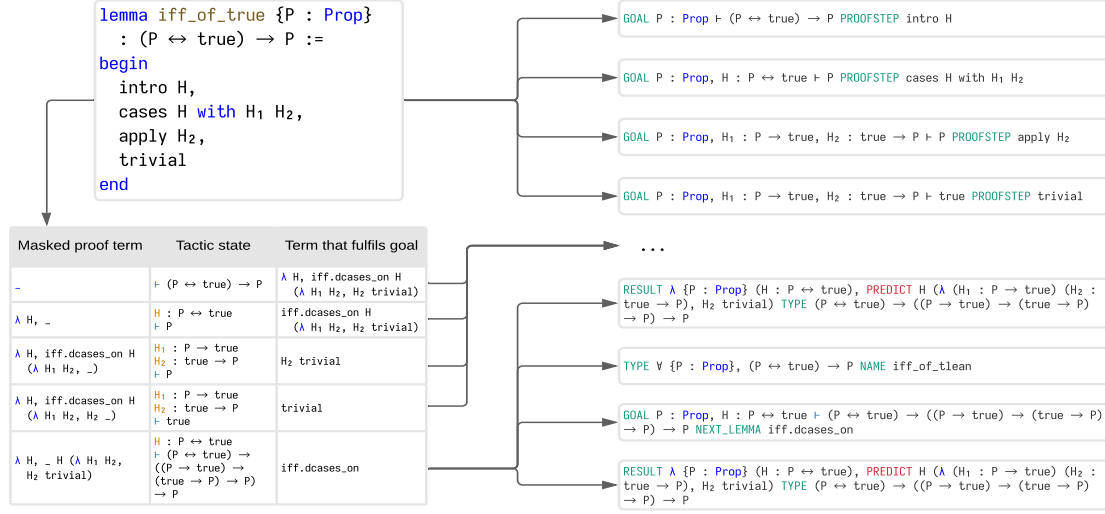 lemma iff_of_true {P : Prop}
: (P ↔ true) → P :=
begin
intro H,
cases H with H₁ H₂,
apply H₂,
trivial
end
GOAL P : Prop ⊢ (P ↔ true) → P PROOFSTEP intro H
GOAL P : Prop, H : P ↔ true ⊢ P PROOFSTEP cases H with H₁ H₂
GOAL P : Prop, H₁ : P → true, H₂ : true → P ⊢ P PROOFSTEP apply H₂
GOAL P : Prop, H₁ : P → true, H₂ : true → P ⊢ true PROOFSTEP trivial
Masked proof term
Tactic state
Term that fulfils goal
_
⊢ (P ↔ true) → P
λ H, iff.dcases_on H
(λ H₁ H₂, H₂ trivial)
λ H, _
H : P ↔ true
⊢ P
iff.dcases_on H
(λ H₁ H₂, H₂ trivial)
λ H, iff.dcases_on H
(λ H₁ H₂, _)
H₁ : P → true
H₂ : true → P
⊢ P
H₂ trivial
λ H, iff.dcases_on H
(λ H₁ H₂, H₂ _)
H₁ : P → true
H₂ : true → P
⊢ true
trivial
λ H, _ H (λ H₁ H₂,
H₂ trivial)
H : P ↔ true
⊢ (P ↔ true) →
((P → true) →
(true → P) → P)
→ P
iff.dcases_on
...
RESULT λ {P : Prop} (H : P ↔ true), PREDICT H (λ (H₁ : P → true) (H₂ :
true → P), H₂ trivial) TYPE (P ↔ true) → ((P → true) → (true → P)
→ P) → P
TYPE ∀ {P : Prop}, (P ↔ true) → P NAME iff_of_tlean
GOAL P : Prop, H : P ↔ true ⊢ (P ↔ true) → ((P → true) → (true → P)
→ P) → P NEXT_LEMMA iff.dcases_on
RESULT λ {P : Prop} (H : P ↔ true), PREDICT H (λ (H₁ : P → true) (H₂ :
true → P), H₂ trivial) TYPE (P ↔ true) → ((P → true) → (true → P)
→ P) → P